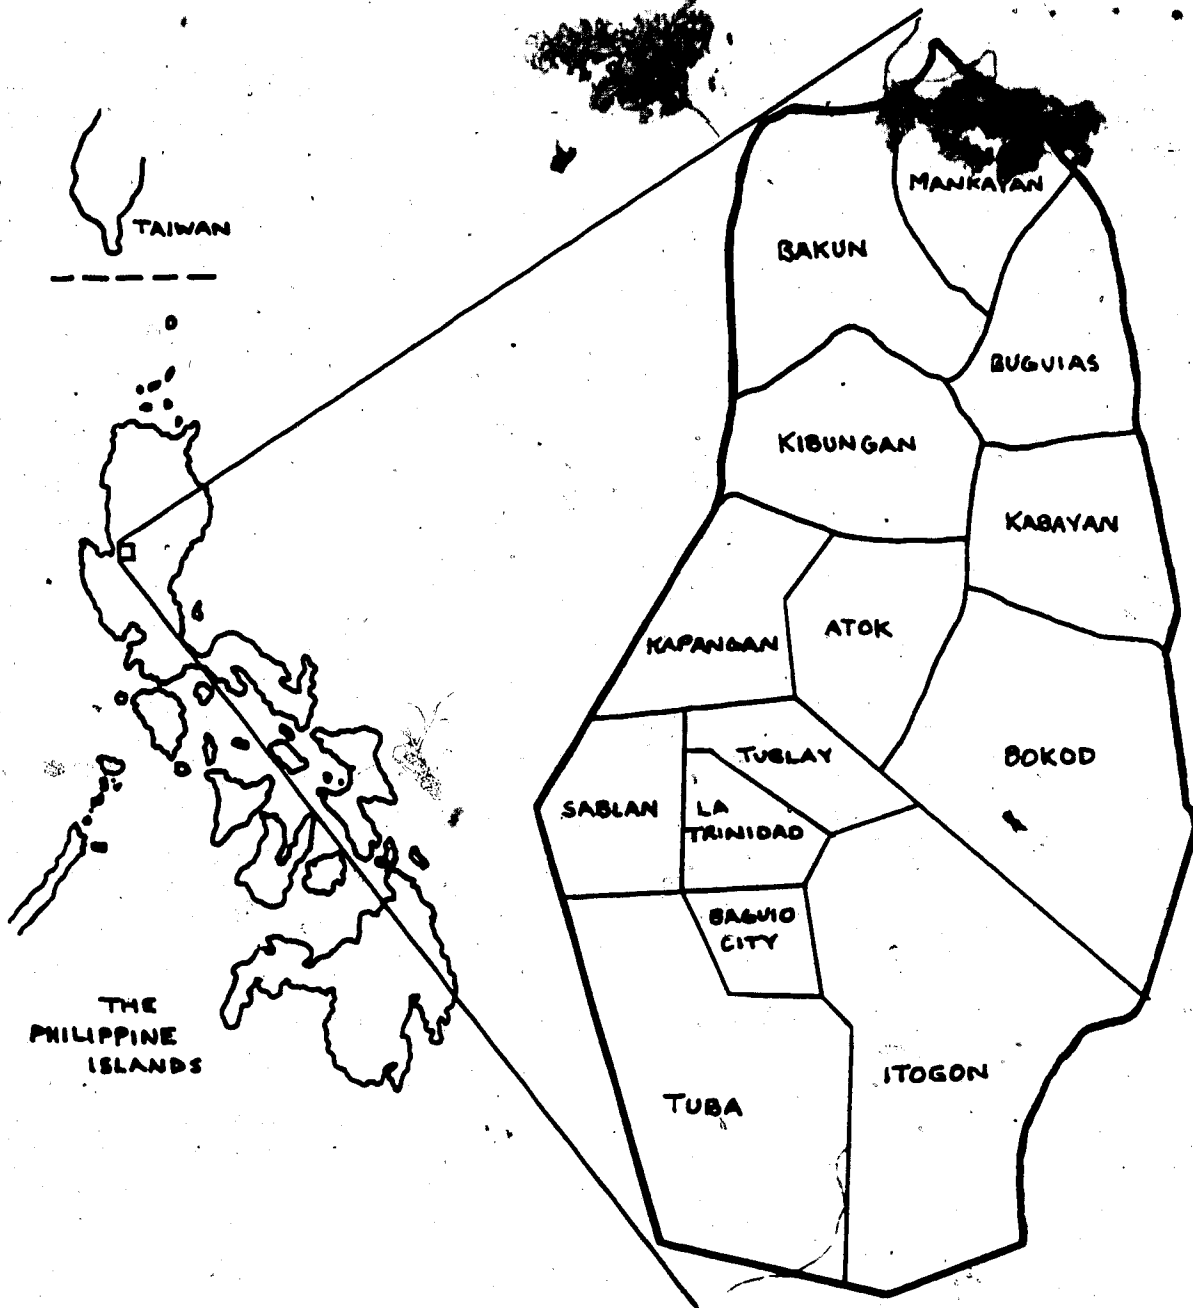 TAIWAN
MANKAYAN
BAKUN
BUGUIAS
KIBUNGAN
KABAYAN
KAPANGAN
ATOK
TUBLAY
BOKOD
SABLAN
LA
TRINIDAD
BAGUIO
CITY
THE
PHILIPPINE
ISLANDS
ITOGON
TUBA